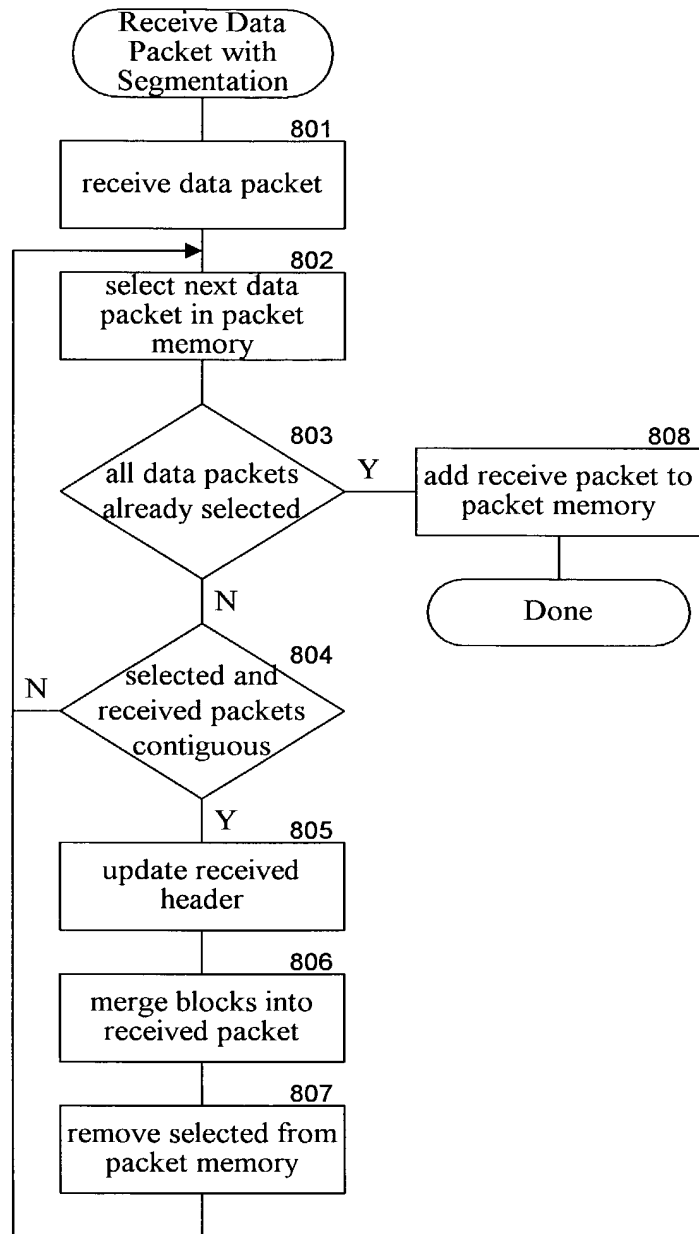 Receive Data
Packet with
Segmentation
801
receive data packet
802
select next data
packet in packet
memory
803
all data packets
already selected
Y
808
add receive packet to
packet memory
N
Done
804
selected and
received packets
contiguous
N
Y
805
update received
header
806
merge blocks into
received packet
807
remove selected from
packet memory